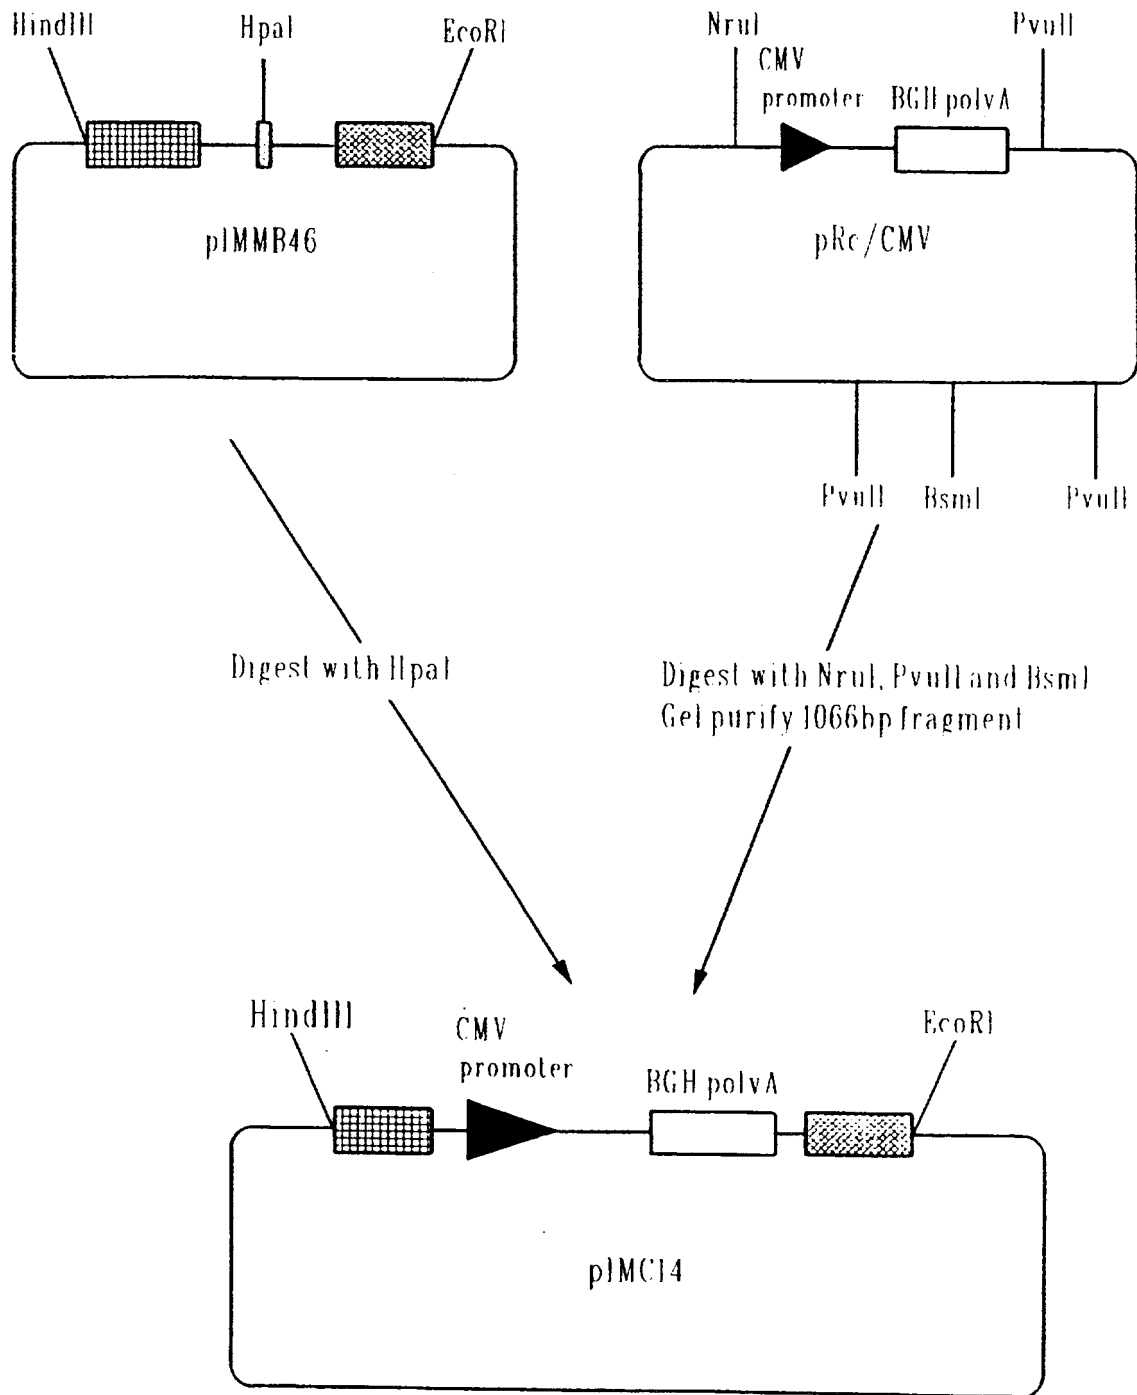 HindIII
HpaI
EcoRI
NruI
PvuII
CMV
promoter
BGH polyA
pIMMB46
pRc/CMV
PvuII
BsmI
PvuII
Digest with HpaI
Digest with NruI, PvuII and BsmI
Gel purify 1066bp fragment
HindIII
CMV
promoter
BGH polyA
EcoRI
pIMC14